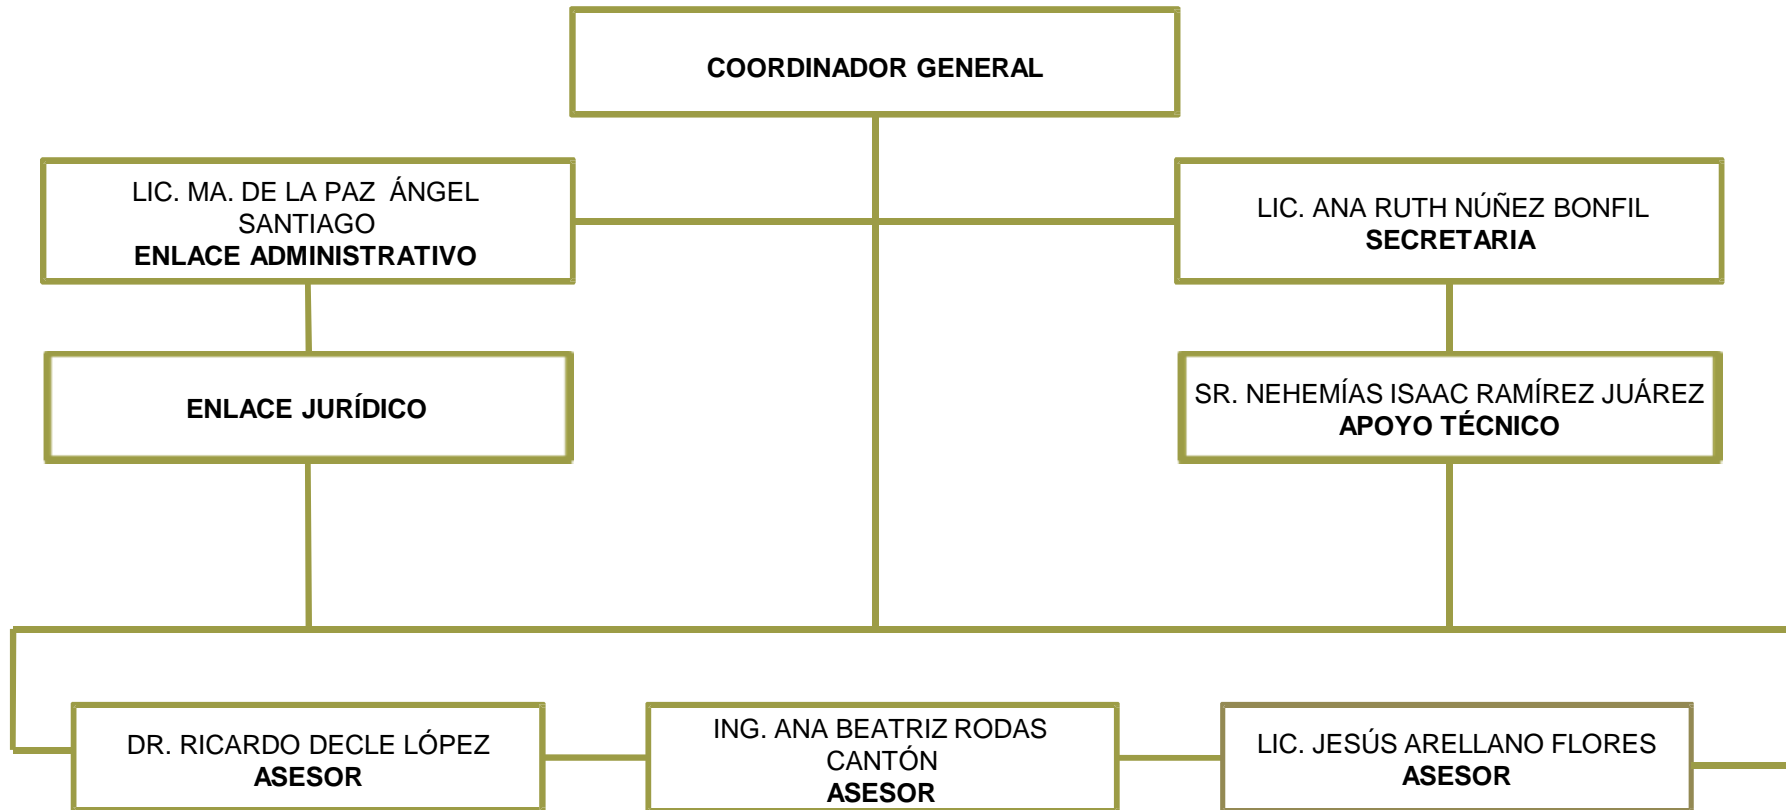 COORDINADOR GENERAL
LIC. MA. DE LA PAZ ÁNGEL
SANTIAGO
ENLACE ADMINISTRATIVO
LIC. ANA RUTH NÚÑEZ BONFIL
SECRETARIA
ENLACE JURÍDICO
SR. NEHEMÍAS ISAAC RAMÍREZ JUÁREZ
APOYO TÉCNICO
DR. RICARDO DECLE LÓPEZ
ASESOR
ING. ANA BEATRIZ RODAS
CANTÓN
ASESOR
LIC. JESÚS ARELLANO FLORES
ASESOR